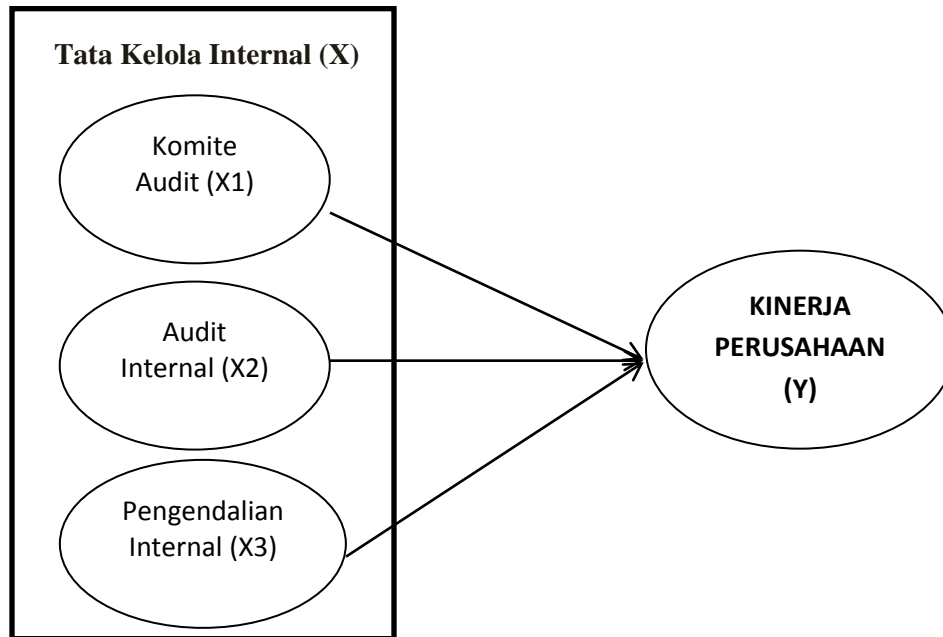 Tata Kelola Internal (X)
Komite
Audit (X1)
Audit
Internal (X2)
Pengendalian
Internal (X3)
KINERJA
PERUSAHAAN
(Y)